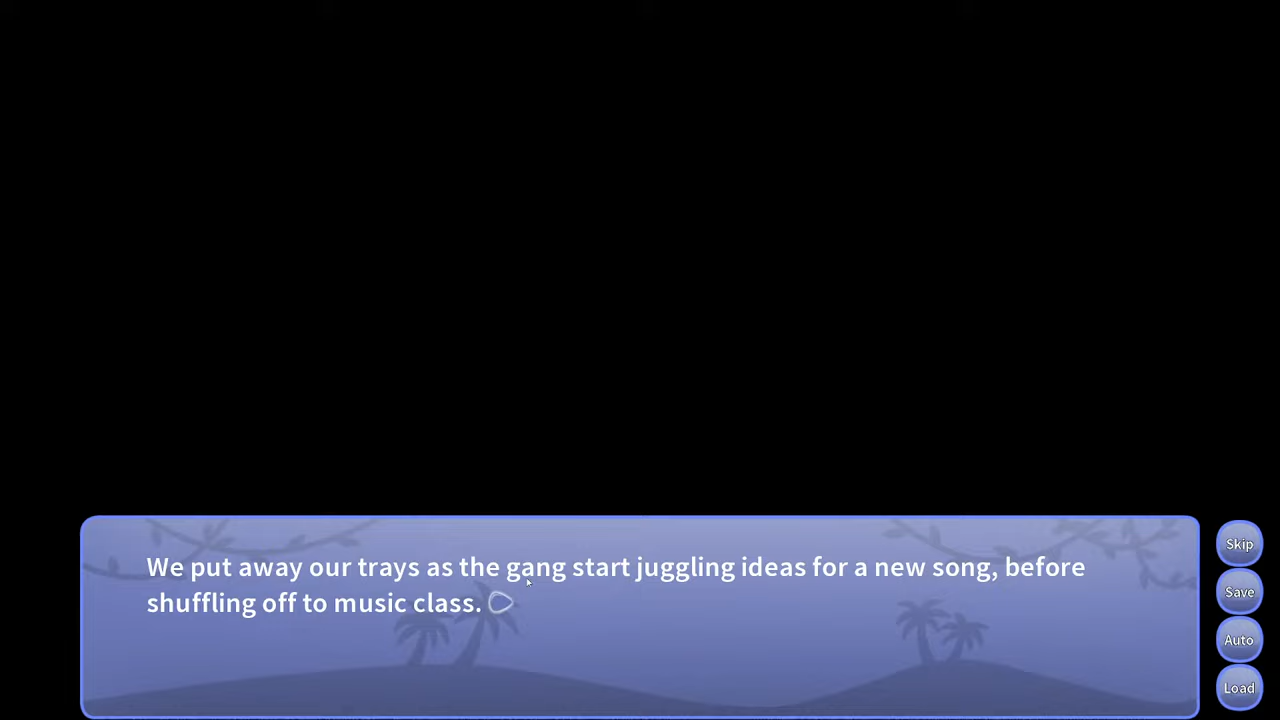 We put away our trays as the gang start juggling ideas for a new song, before
shuffling off to music class.
Skip
Save
Auto
Load